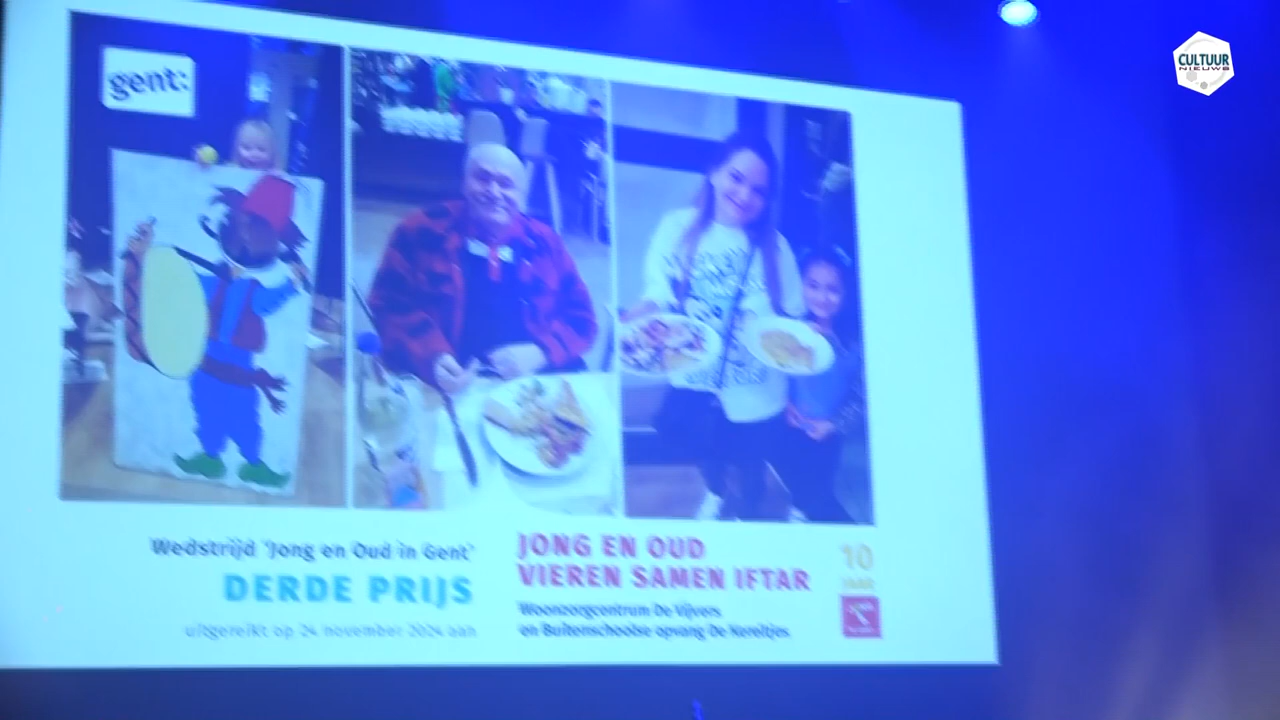 CULTUUR
NIEUWS
gent:
Wedstrijd 'Jong en Oud in Gent'
DERDE PRIJS
uitgereikt op 24 november 2024 aan
JONG EN OUD
VIEREN SAMEN IFTAR
Woonzorgcentrum De Vijvers
en Buitenschoolse opvang De Kereltjes
10
JAAR